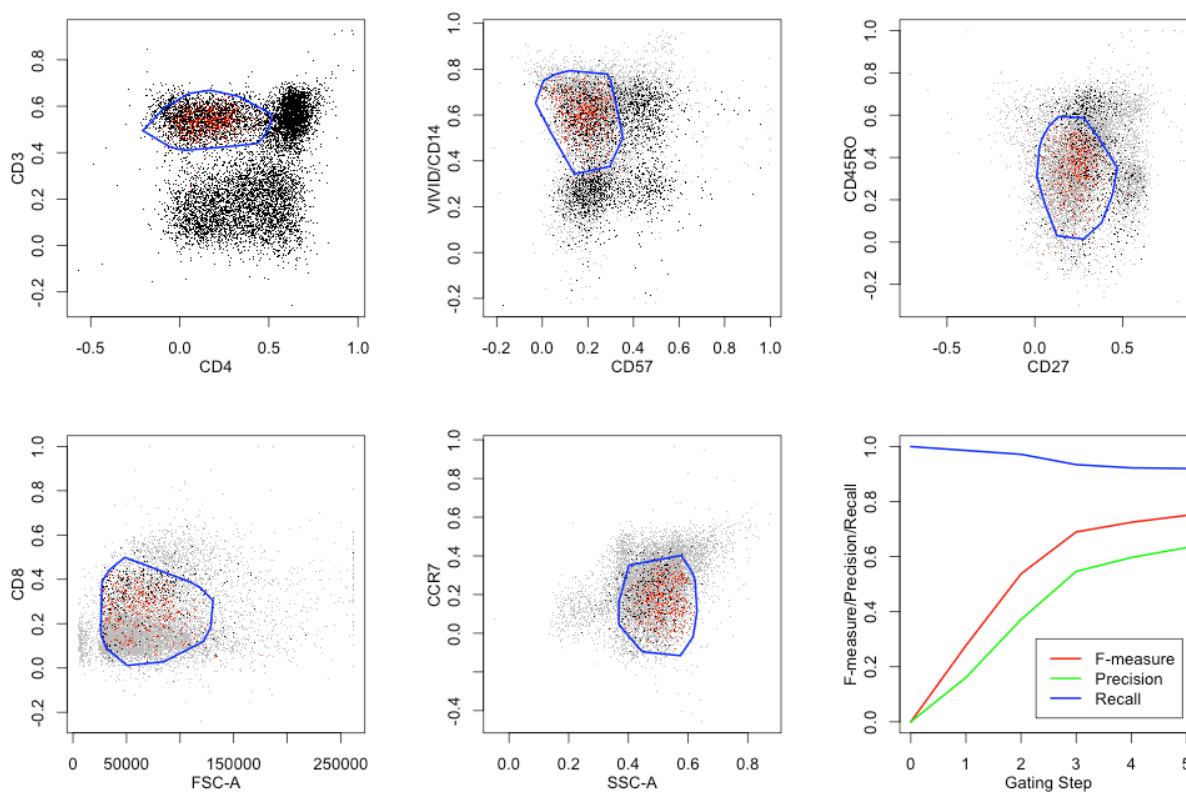 0.8
0.6
0.4
0.2
0.0
-0.2
CD3
-0.5 0.0 0.5 1.0
CD4
1.0
0.8
0.6
0.4
0.2
0.0
-0.2
VIVID/CD14
-0.2 0.0 0.2 0.4 0.6 0.8 1.0
CD57
1.0
0.8
0.6
0.4
0.2
0.0
-0.2
CD45RO
-0.5 0.0 0.5
CD27
1.0
0.8
0.6
0.4
0.2
0.0
-0.2
CD8
0 50000 150000 250000
FSC-A
1.0
0.8
0.6
0.4
0.2
0.0
-0.4
CCR7
0.0 0.2 0.4 0.6 0.8
SSC-A
1.0
0.8
0.6
0.4
0.2
0.0
F-measure/Precision/Recall
F-measure
Precision
Recall
0 1 2 3 4 5
Gating Step